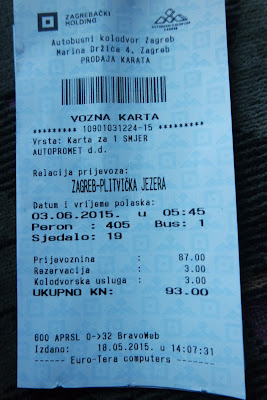 ZAGREBAČKI
HOLDING
Autobusni kolodvor Zagreb
Marina Držića 4, Zagreb
PRODAJA KARATA
VOZNA KARTA
********* 10901031224-15 *********
Vrsta: Karta za 1 SMJER
AUTOPROMET d.d.
Relacija prijevoza:
ZAGREB-PLITVIČKA JEZERA
Datum i vrijeme polaska:
03.06.2015. u 05:45
Peron : 405 Bus: 1
Sjedalo: 19
Prijevoznina : 87.00
Rezervacija : 3.00
Kolodvorska usluga : 3.00
UKUPNO KN: 93.00
600 APRSL 0->32 BravoWeb
Izdano: 18.05.2015. u 14:07:31
------ Euro-Tera computers ------